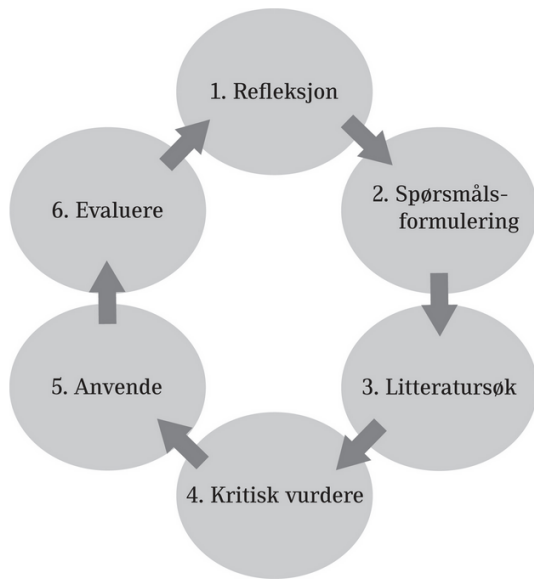 1. Refleksjon
2. Spørsmåls-
formulering
3. Litteratursøk
4. Kritisk vurdere
5. Anvende
6. Evaluere